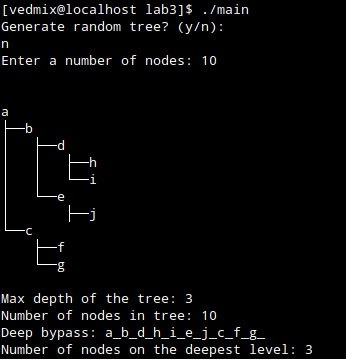 [vedmix@localhost lab3]$ ./main
Generate random tree? (y/n):
n
Enter a number of nodes: 10
a
├─b
│ ├─d
│ │ ├─h
│ │ └─i
│ └─e
│   ├─j
└─c
  ├─f
  └─g
Max depth of the tree: 3
Number of nodes in tree: 10
Deep bypass: a_b_d_h_i_e_j_c_f_g_
Number of nodes on the deepest level: 3